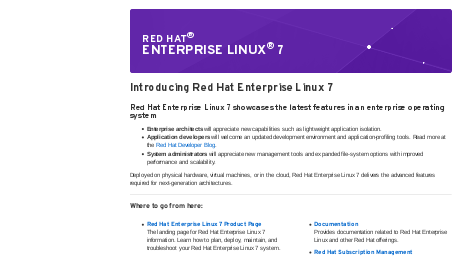 RED HAT®
ENTERPRISE LINUX® 7
Introducing Red Hat Enterprise Linux 7
Red Hat Enterprise Linux 7 showcases the latest features in an enterprise operating
system
• Enterprise architects will appreciate new capabilities such as lightweight application isolation.
• Application developers will welcome an updated development environment and application-profiling tools. Read more at
the Red Hat Developer Blog.
• System administrators will appreciate new management tools and expanded file-system options with improved
performance and scalability.
Deployed on physical hardware, virtual machines, or in the cloud, Red Hat Enterprise Linux 7 delivers the advanced features
required for next-generation architectures.
Where to go from here:
• Red Hat Enterprise Linux 7 Product Page
The landing page for Red Hat Enterprise Linux 7
information. Learn how to plan, deploy, maintain, and
troubleshoot your Red Hat Enterprise Linux 7 system.
• Documentation
Provides documentation related to Red Hat Enterprise
Linux and other Red Hat offerings.
• Red Hat Subscription Management